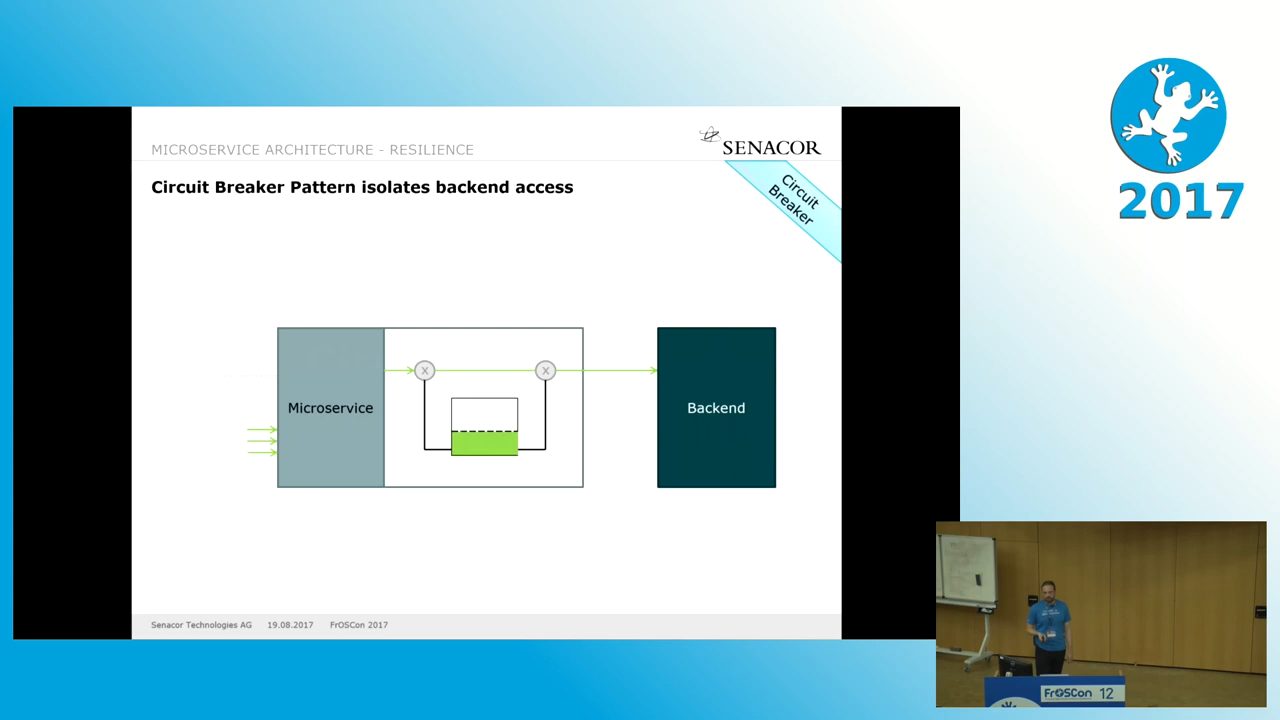 MICROSERVICE ARCHITECTURE - RESILIENCE
SENACOR
Circuit Breaker Pattern isolates backend access
Circuit
Breaker
2017
X
X
Microservice
Backend
Senacor Technologies AG 19.08.2017 FrOSCon 2017
FrOSCon 12